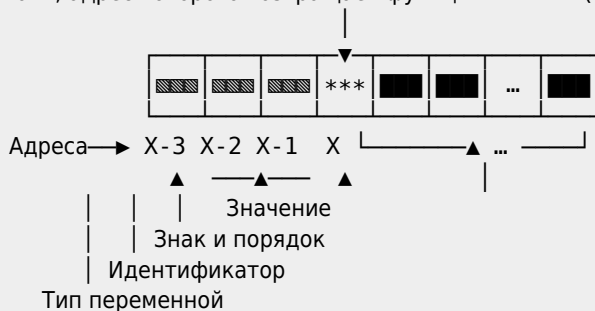 ***
…
Адреса X-3 X-2 X-1 X …
Значение
Знак и порядок
Идентификатор
Тип переменной